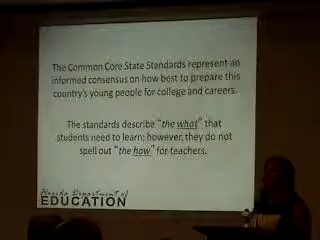 The Common Core State Standards represent an
informed consensus on how best to prepare this
country's young people for college and careers.
The standards describe "the what" that
students need to learn; however, they do not
spell out "the how" for teachers.
Florida Department of
EDUCATION